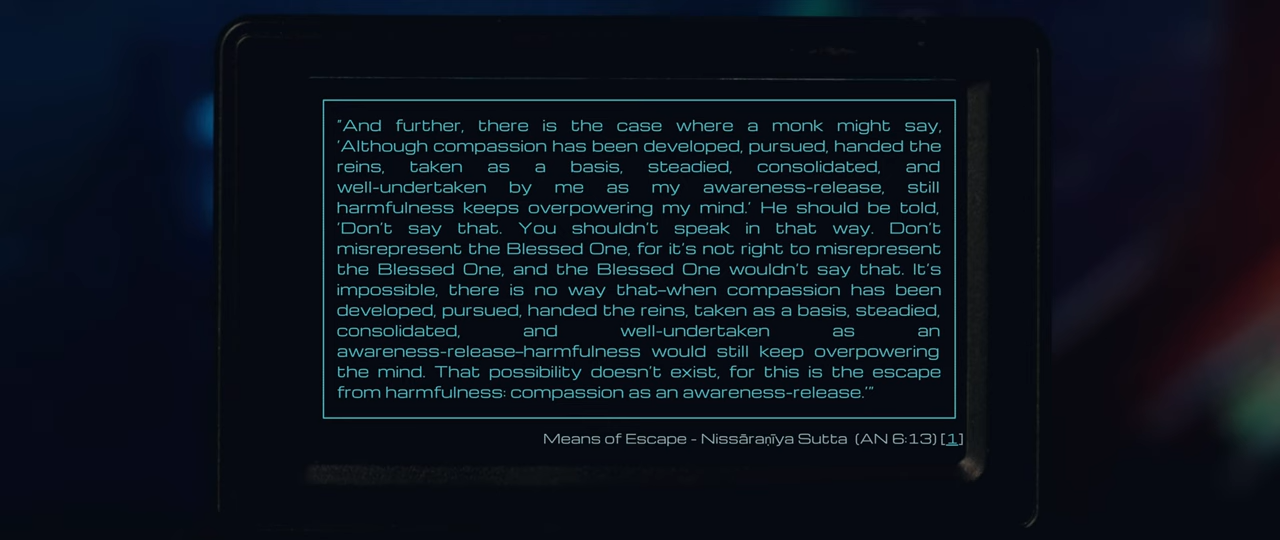 "And further, there is the case where a monk might say,
'Although compassion has been developed, pursued, handed the
reins, taken as a basis, steadied, consolidated, and
well-undertaken by me as my awareness-release, still
harmfulness keeps overpowering my mind.' He should be told,
'Don't say that. You shouldn't speak in that way. Don't
misrepresent the Blessed One, for it's not right to misrepresent
the Blessed One, and the Blessed One wouldn't say that. It's
impossible, there is no way that–when compassion has been
developed, pursued, handed the reins, taken as a basis, steadied,
consolidated, and well-undertaken as an
awareness-release–harmfulness would still keep overpowering
the mind. That possibility doesn't exist, for this is the escape
from harmfulness: compassion as an awareness-release.'"
Means of Escape - Nissāraṇīya Sutta (AN 6:13) [1]